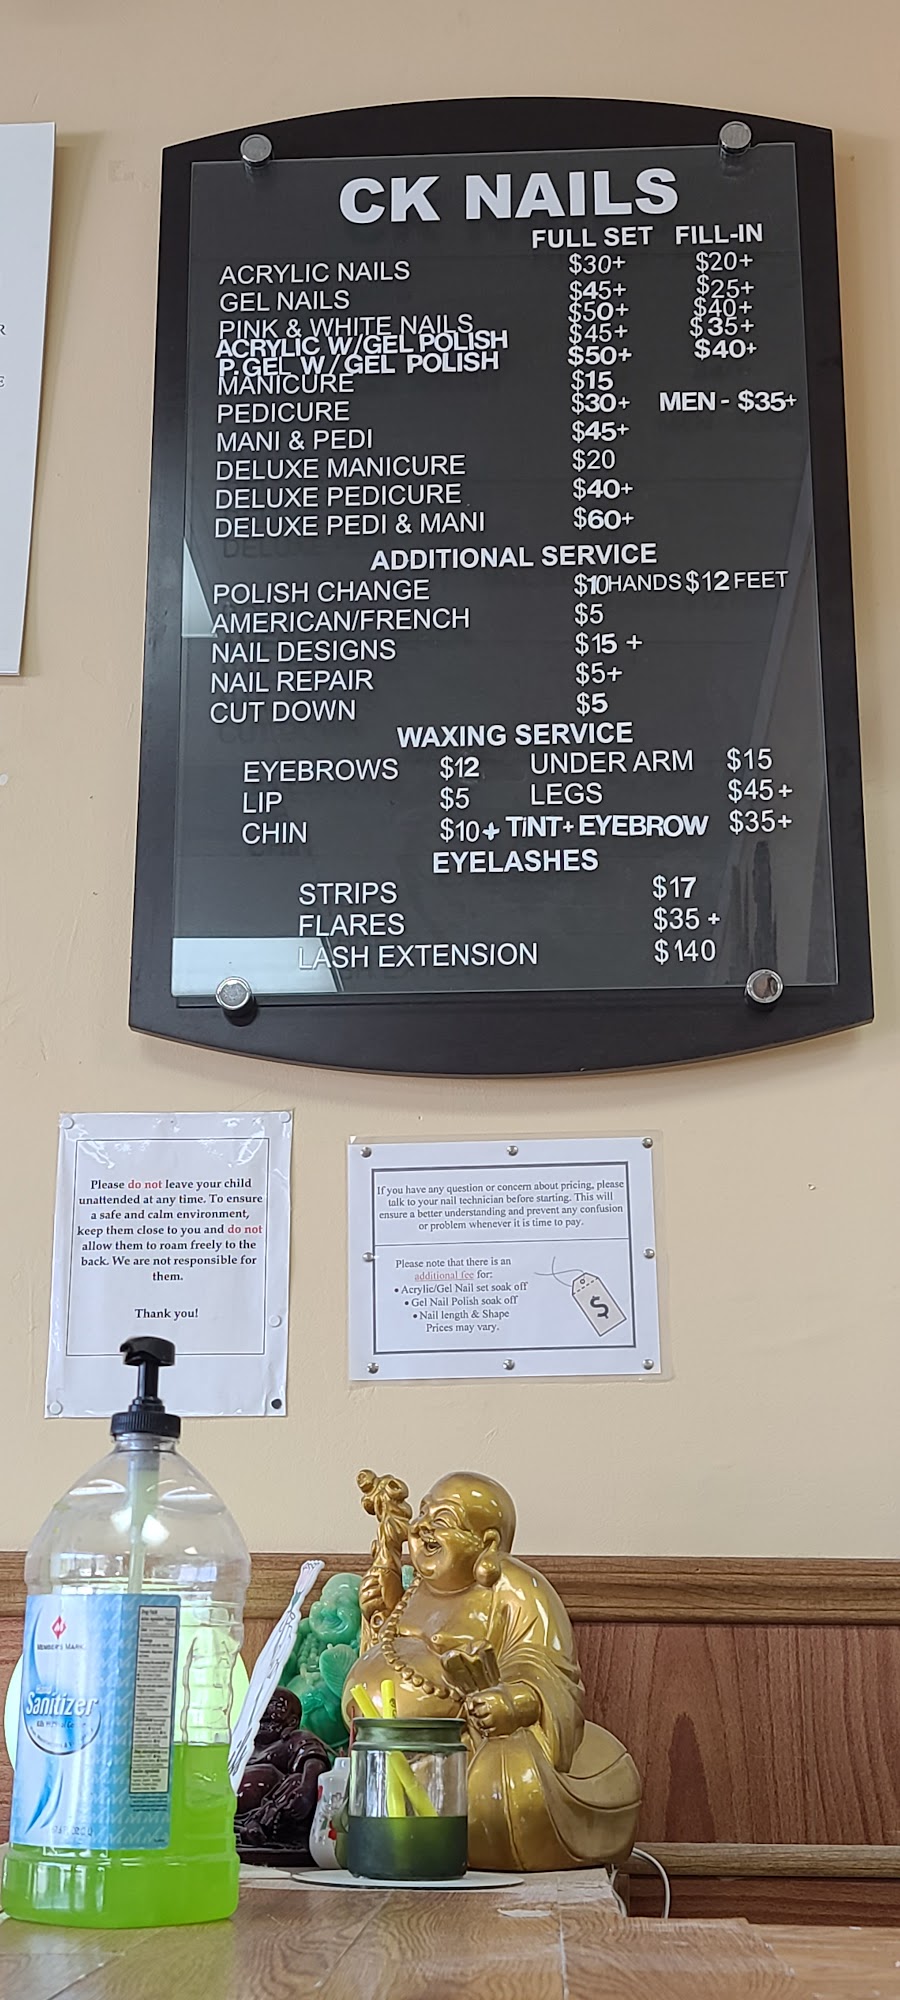 CK NAILS
FULL SET FILL-IN
ACRYLIC NAILS $30+ $20+
GEL NAILS $45+ $25+
PINK & WHITE NAILS $50+ $40+
ACRYLIC W/GEL POLISH $45+ $35+
P.GEL W/GEL POLISH $50+ $40+
MANICURE $15
PEDICURE $30+ MEN - $35+
MANI & PEDI $45+
DELUXE MANICURE $20
DELUXE PEDICURE $40+
DELUXE PEDI & MANI $60+
ADDITIONAL SERVICE
POLISH CHANGE $10HANDS $12 FEET
AMERICAN/FRENCH $5
NAIL DESIGNS $15 +
NAIL REPAIR $5+
CUT DOWN $5
WAXING SERVICE
EYEBROWS $12 UNDER ARM $15
LIP $5 LEGS $45+
CHIN $10+ TiNT+EYEBROW $35+
EYELASHES
STRIPS $17
FLARES $35 +
LASH EXTENSION $140
Please do not leave your child
unattended at any time. To ensure
a safe and calm environment,
keep them close to you and do not
allow them to roam freely to the
back. We are not responsible for
them.
Thank you!
If you have any question or concern about pricing, please
talk to your nail technician before starting. This will
ensure a better understanding and prevent any confusion
or problem whenever it is time to pay.
Please note that there is an
additional fee for:
• Acrylic/Gel Nail set soak off
• Gel Nail Polish soak off
• Nail length & Shape
Prices may vary.
$
R
E
MEMBER'S MARK
Sanitizer